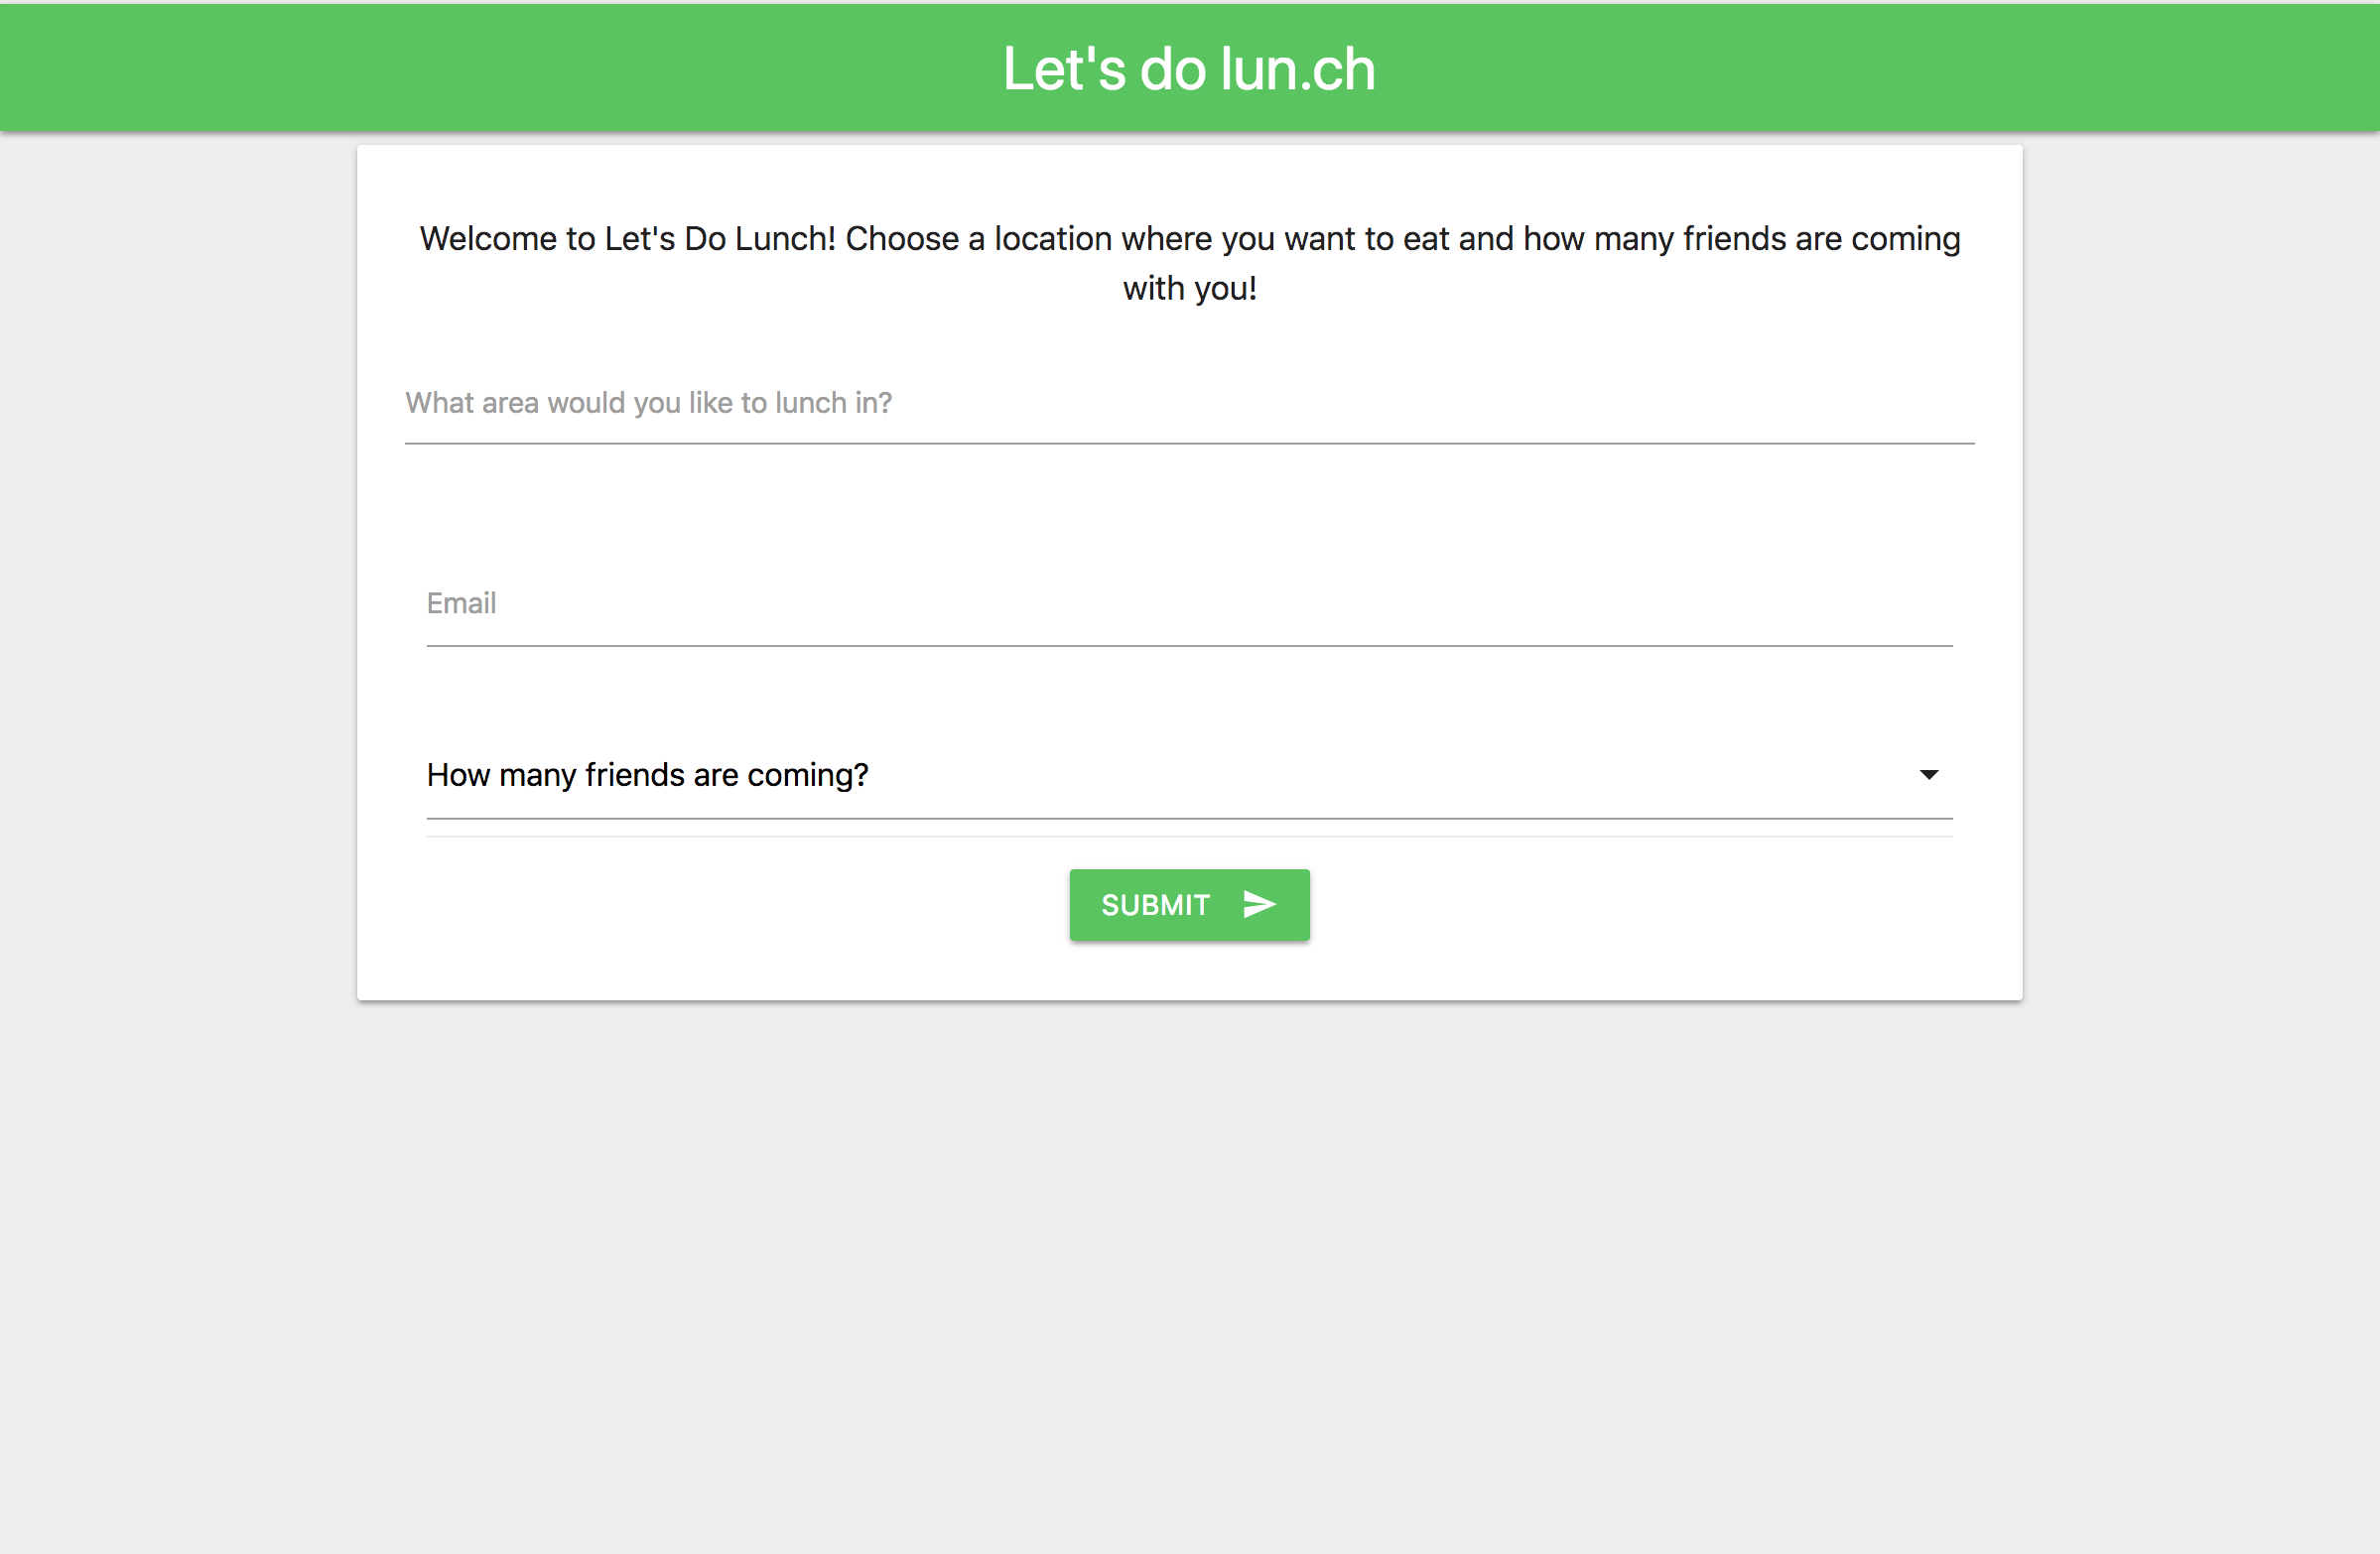 Let's do lun.ch
Welcome to Let's Do Lunch! Choose a location where you want to eat and how many friends are coming
with you!
What area would you like to lunch in?
Email
How many friends are coming?
SUBMIT